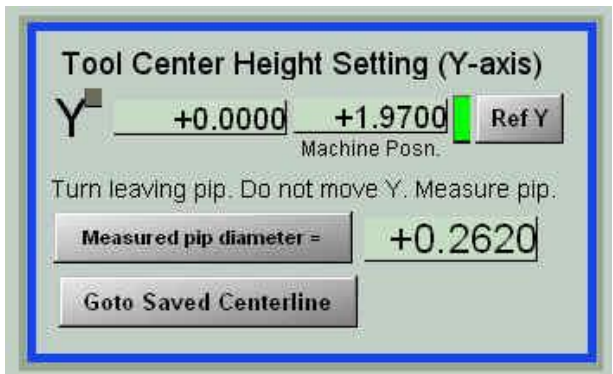 Tool Center Height Setting (Y-axis)
Y +0.0000 +1.9700 Ref Y
Machine Posn.
Turn leaving pip. Do not move Y. Measure pip.
Measured pip diameter = +0.2620
Goto Saved Centerline